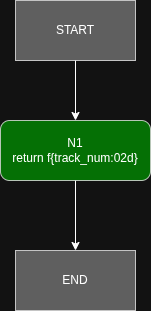 START
N1
return f{track_num:02d}
END